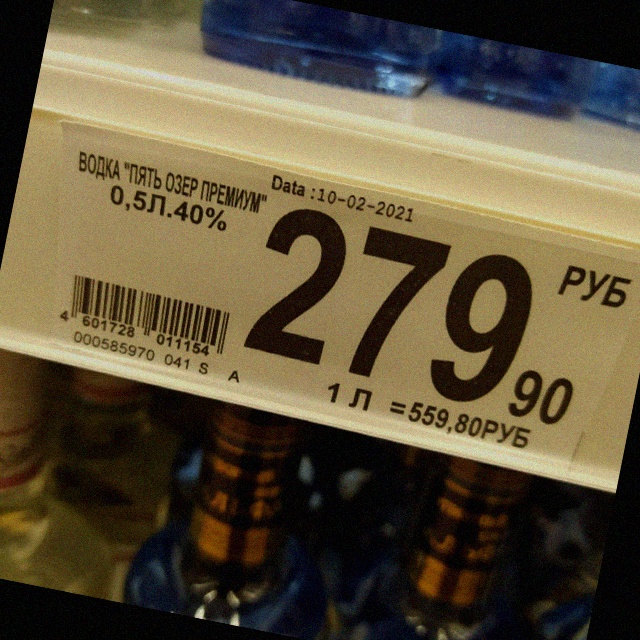 ВОДКА "ПЯТЬ ОЗЕР ПРЕМИУМ"
0,5Л.40%
Data :10-02-2021
279 90
РУБ
4 601728 011154
000585970 041 S A
1 Л =559,80РУБ